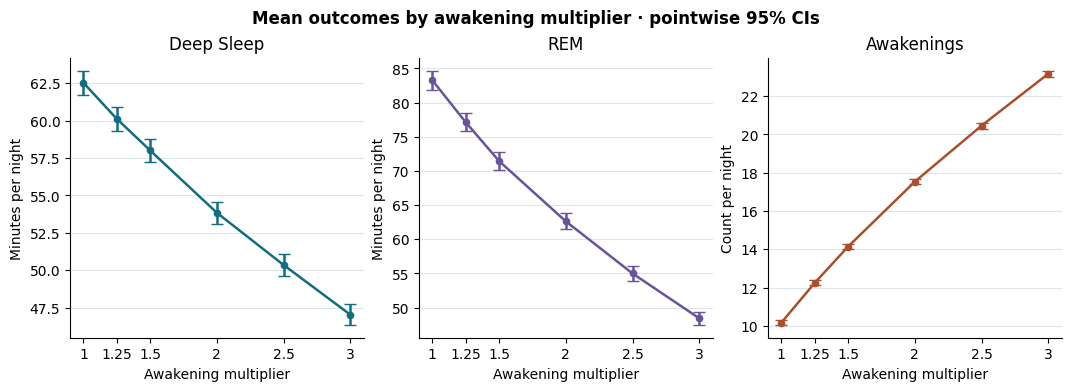 Mean outcomes by awakening multiplier · pointwise 95% CIs
Deep Sleep
Minutes per night
62.5
60.0
57.5
55.0
52.5
50.0
47.5
1 1.25 1.5 2 2.5 3
Awakening multiplier
REM
Minutes per night
85
80
75
70
65
60
55
50
1 1.25 1.5 2 2.5 3
Awakening multiplier
Awakenings
Count per night
22
20
18
16
14
12
10
1 1.25 1.5 2 2.5 3
Awakening multiplier